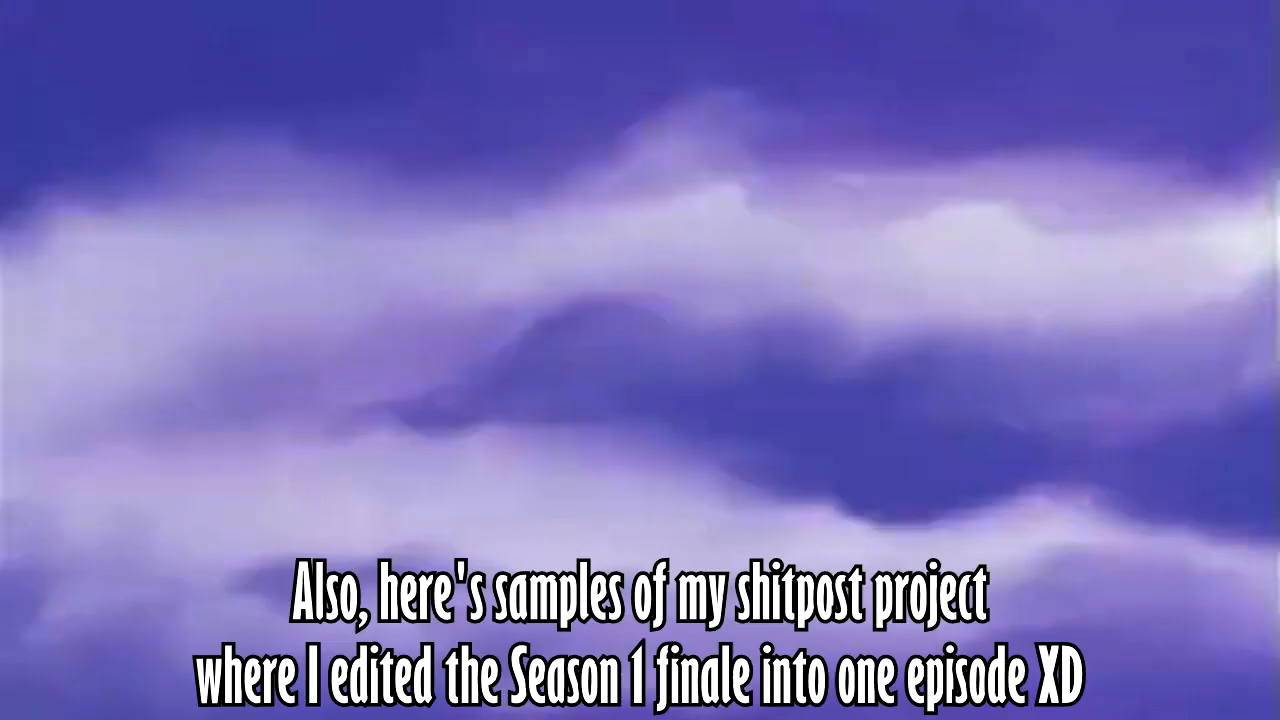 Also, here's samples of my shitpost project
where I edited the Season 1 finale into one episode XD